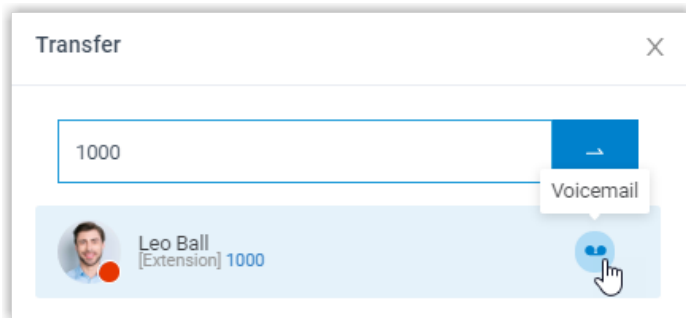 Transfer
1000
Voicemail
Leo Ball
[Extension] 1000